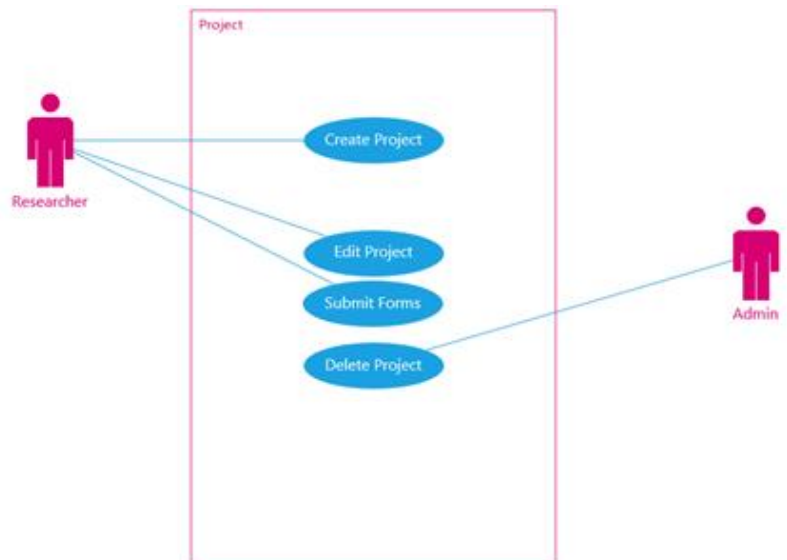 Project
Create Project
Researcher
Edit Project
Submit Forms
Admin
Delete Project